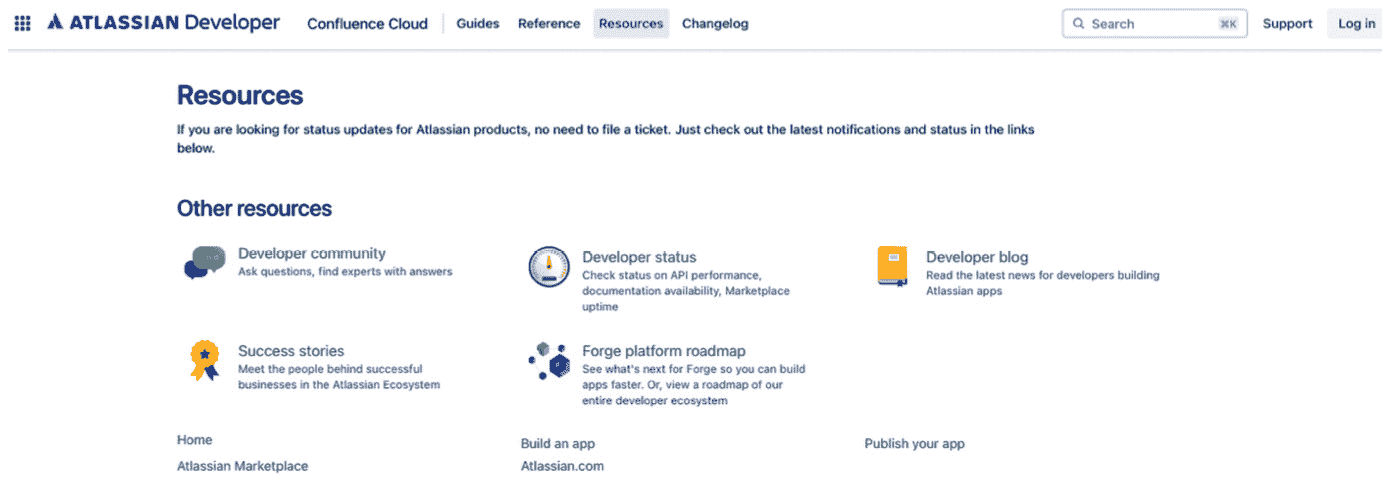 ATLASSIAN Developer Confluence Cloud Guides Reference Resources Changelog Search ⌘K Support Log in
Resources
If you are looking for status updates for Atlassian products, no need to file a ticket. Just check out the latest notifications and status in the links
below.
Other resources
Developer community
Ask questions, find experts with answers
Developer status
Check status on API performance,
documentation availability, Marketplace
uptime
Developer blog
Read the latest news for developers building
Atlassian apps
Success stories
Meet the people behind successful
businesses in the Atlassian Ecosystem
Forge platform roadmap
See what's next for Forge so you can build
apps faster. Or, view a roadmap of our
entire developer ecosystem
Home
Build an app
Publish your app
Atlassian Marketplace
Atlassian.com